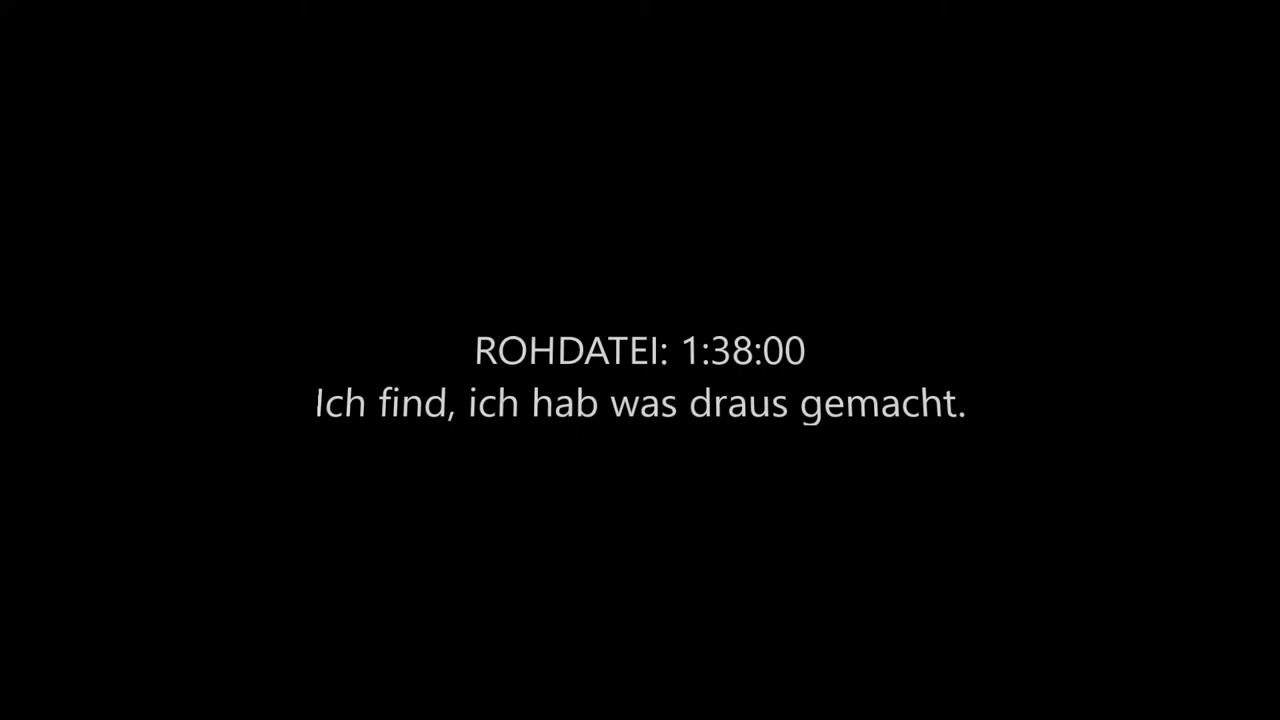 ROHDATEI: 1:38:00
Ich find, ich hab was draus gemacht.